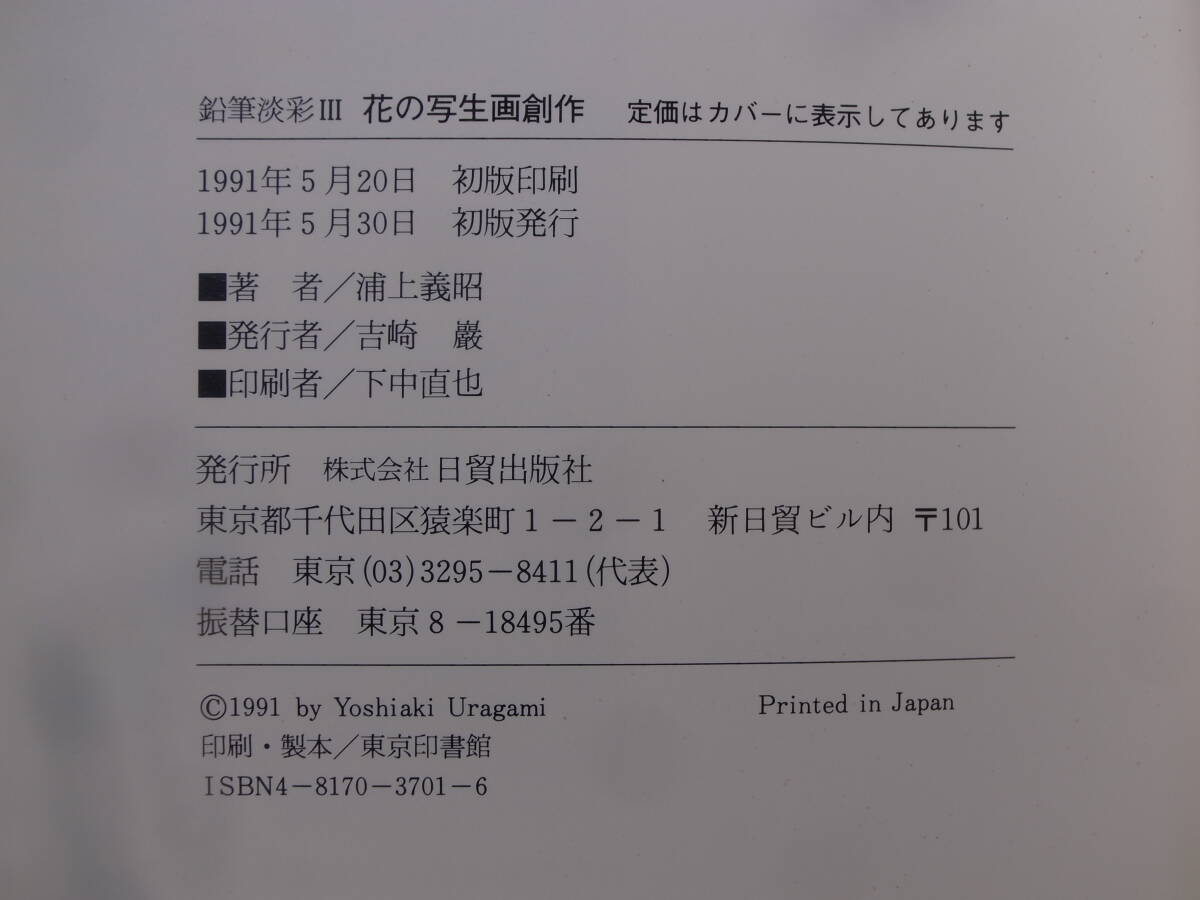 鉛筆淡彩III 花の写生画創作 定価はカバーに表示してあります
1991年5月20日 初版印刷
1991年5月30日 初版発行
■著 者／浦上義昭
■発行者／吉崎 巖
■印刷者／下中直也
発行所 株式会社 日貿出版社
東京都千代田区猿楽町1－2－1 新日貿ビル内 〒101
電話 東京(03)3295－8411(代表)
振替口座 東京8－18495番
©1991 by Yoshiaki Uragami Printed in Japan
印刷・製本／東京印書館
ISBN4－8170－3701－6